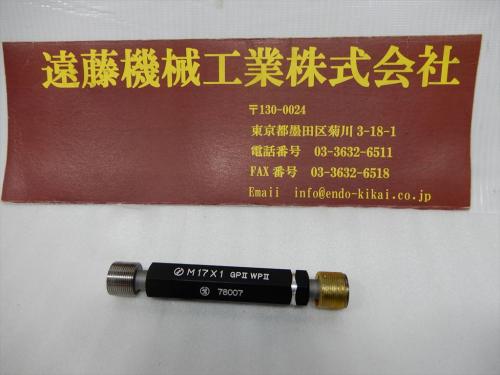 遠藤機械工業株式会社
〒130-0024
東京都墨田区菊川3-18-1
電話番号 03-3632-6511
FAX番号 03-3632-6518
Emaii info@endo-kikai.co.jp
M17X1 GPII WPII
78007